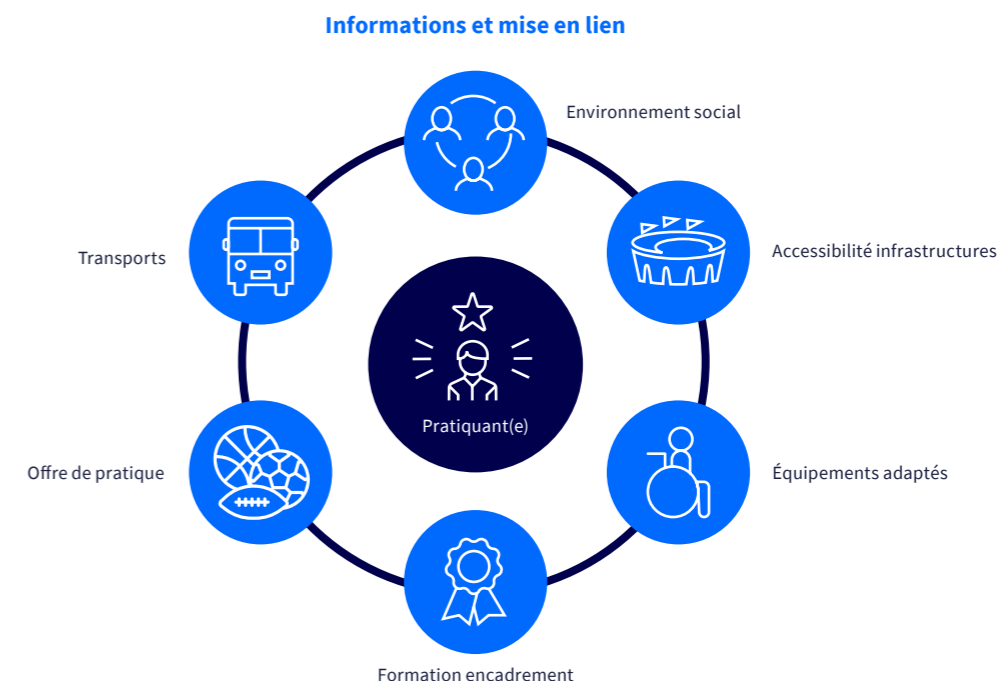 Informations et mise en lien
Environnement social
Accessibilité infrastructures
Transports
Pratiquant(e)
Offre de pratique
Équipements adaptés
Formation encadrement